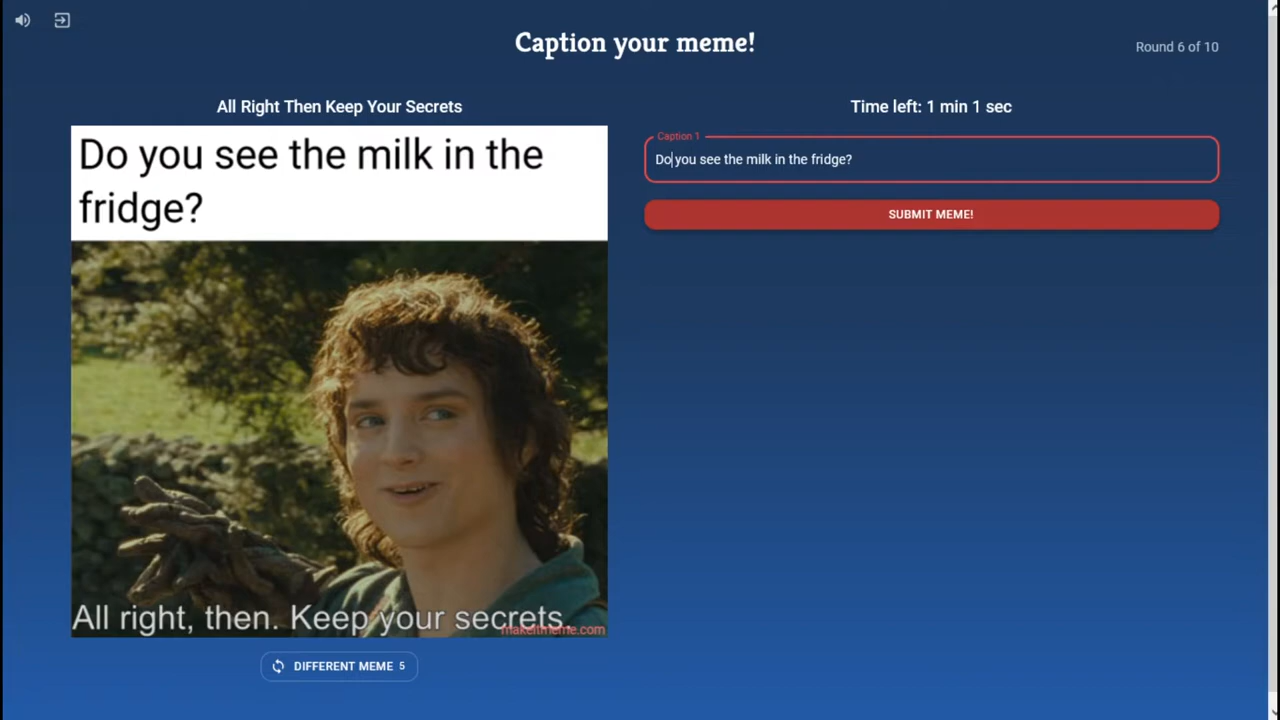 Caption your meme!
Round 6 of 10
All Right Then Keep Your Secrets
Do you see the milk in the
fridge?
All right, then. Keep your secrets.
makeitmeme.com
DIFFERENT MEME 5
Time left: 1 min 1 sec
Caption 1
Do you see the milk in the fridge?
SUBMIT MEME!